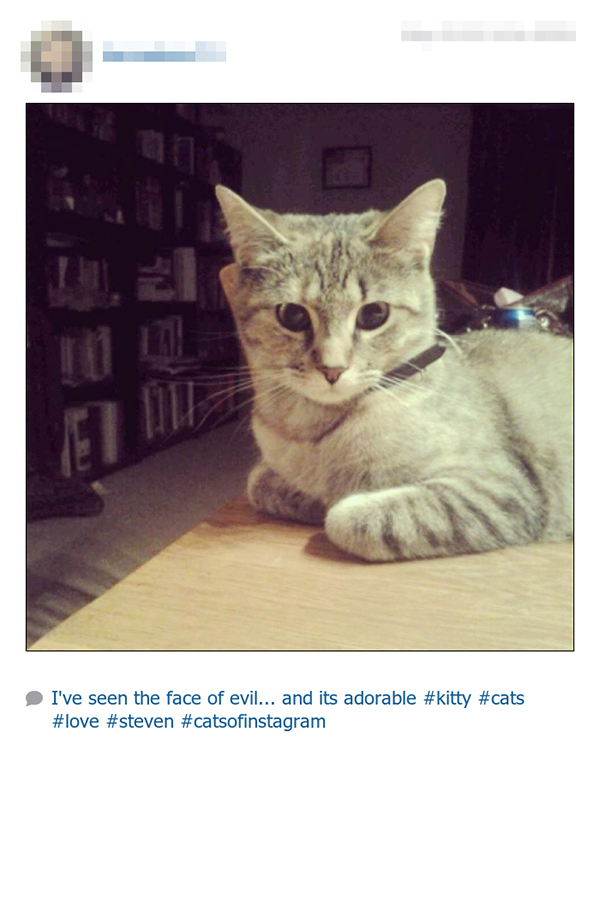 I've seen the face of evil... and its adorable #kitty #cats
#love #steven #catsofinstagram